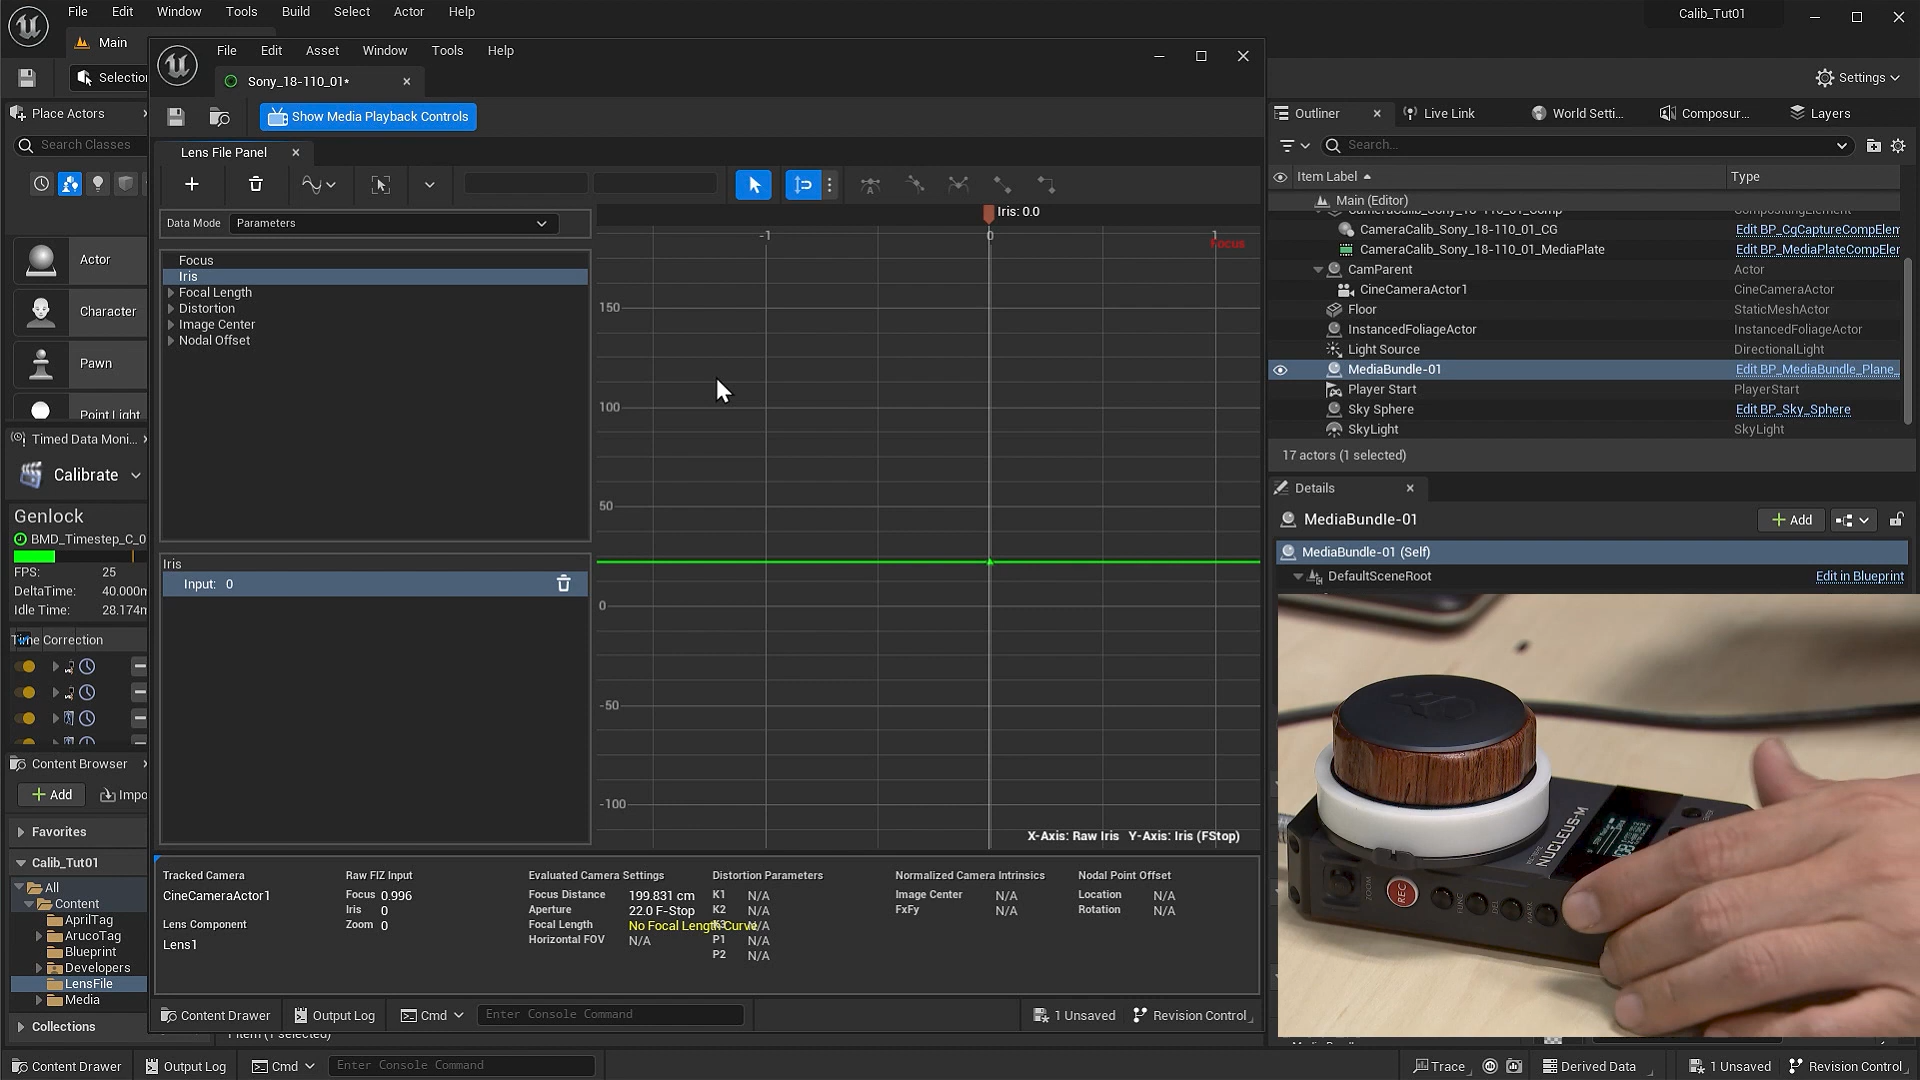 File Edit Window Tools Build Select Actor Help
Calib_Tut01
Main
File Edit Asset Window Tools Help
Selectio
Sony_18-110_01*
Settings
Place Actors
Show Media Playback Controls
Outliner
Live Link
World Setti...
Composur...
Layers
Search Classes
Lens File Panel
Search...
Item Label
Type
Data Mode Parameters
Iris: 0.0
Main (Editor)
CameraCalib_Sony_18-110_01_Comp
CompositingElement
CameraCalib_Sony_18-110_01_CG
Edit BP_CgCaptureCompElem
CameraCalib_Sony_18-110_01_MediaPlate
Edit BP_MediaPlateCompEler
CamParent
Actor
CineCameraActor1
CineCameraActor
Floor
StaticMeshActor
InstancedFoliageActor
InstancedFoliageActor
Light Source
DirectionalLight
MediaBundle-01
Edit BP_MediaBundle_Plane_
Player Start
PlayerStart
Sky Sphere
Edit BP_Sky_Sphere
SkyLight
SkyLight
17 actors (1 selected)
Actor
Character
Pawn
Point Light
Focus
Iris
Focal Length
Distortion
Image Center
Nodal Offset
-1
0
1
Focus
150
100
50
0
-50
-100
X-Axis: Raw Iris Y-Axis: Iris (FStop)
Timed Data Moni...
Calibrate
Details
MediaBundle-01
Add
MediaBundle-01 (Self)
DefaultSceneRoot
Edit in Blueprint
Genlock
BMD_Timestep_C_0
FPS: 25
DeltaTime: 40.000m
Idle Time: 28.174m
Time Correction
Iris
Input: 0
Content Browser
Add
Impo
Favorites
Calib_Tut01
All
Content
AprilTag
ArucoTag
Blueprint
Developers
LensFile
Media
Collections
Tracked Camera
CineCameraActor1
Lens Component
Lens1
Raw FIZ Input
Focus 0.996
Iris 0
Zoom 0
Evaluated Camera Settings
Focus Distance 199.831 cm
Aperture 22.0 F-Stop
Focal Length No Focal Length Curve
Horizontal FOV N/A
Distortion Parameters
K1 N/A
K2 N/A
K3 N/A
P1 N/A
P2 N/A
Normalized Camera Intrinsics
Image Center N/A
FxFy N/A
Nodal Point Offset
Location N/A
Rotation N/A
NUCLEUS-M
REC
ZOOM
Content Drawer
Output Log
Cmd
Enter Console Command
1 Unsaved
Revision Control
1 item (1 selected)
Content Drawer
Output Log
Cmd
Enter Console Command
Trace
Derived Data
1 Unsaved
Revision Control